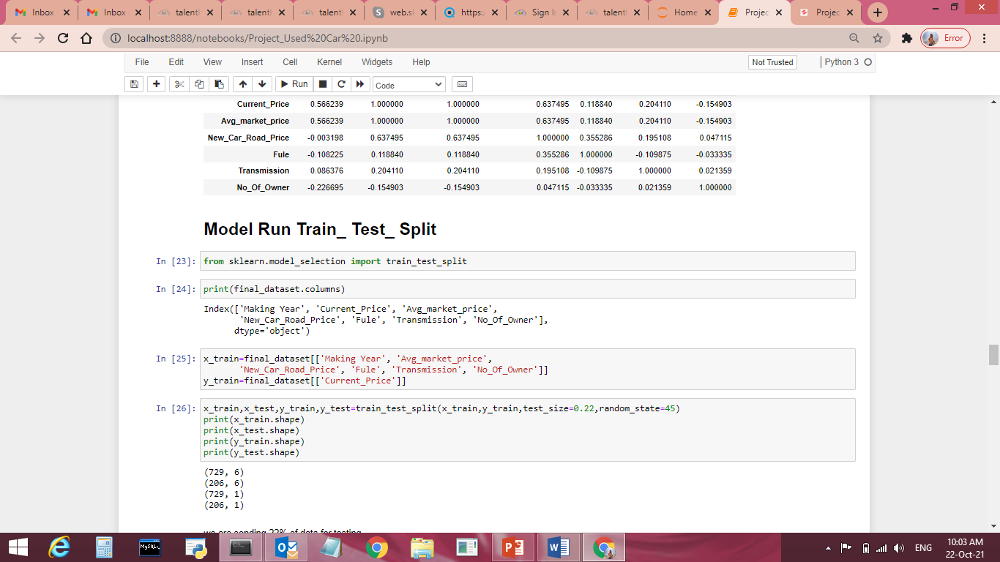 Inbox
Inbox
talent
talentl
talentl
web.s
https:
Sign I
talentl
Home
Projec
Projec
localhost:8888/notebooks/Project_Used%20Car%20.ipynb
Error
File Edit View Insert Cell Kernel Widgets Help
Not Trusted
Python 3
Run
Code
Current_Price 0.566239 1.000000 1.000000 0.637495 0.118840 0.204110 -0.154903
Avg_market_price 0.566239 1.000000 1.000000 0.637495 0.118840 0.204110 -0.154903
New_Car_Road_Price -0.003198 0.637495 0.637495 1.000000 0.355286 0.195108 0.047115
Fule -0.108225 0.118840 0.118840 0.355286 1.000000 -0.109875 -0.033335
Transmission 0.086376 0.204110 0.204110 0.195108 -0.109875 1.000000 0.021359
No_Of_Owner -0.226695 -0.154903 -0.154903 0.047115 -0.033335 0.021359 1.000000
Model Run Train_ Test_ Split
In [23]: from sklearn.model_selection import train_test_split
In [24]: print(final_dataset.columns)
Index(['Making Year', 'Current_Price', 'Avg_market_price',
'New_Car_Road_Price', 'Fule', 'Transmission', 'No_Of_Owner'],
dtype='object')
In [25]: x_train=final_dataset[['Making Year', 'Avg_market_price',
'New_Car_Road_Price', 'Fule', 'Transmission', 'No_Of_Owner']]
y_train=final_dataset[['Current_Price']]
In [26]: x_train,x_test,y_train,y_test=train_test_split(x_train,y_train,test_size=0.22,random_state=45)
print(x_train.shape)
print(x_test.shape)
print(y_train.shape)
print(y_test.shape)
(729, 6)
(206, 6)
(729, 1)
(206, 1)
we are sending 22% of data for testing
MySQL
ENG
10:03 AM
22-Oct-21